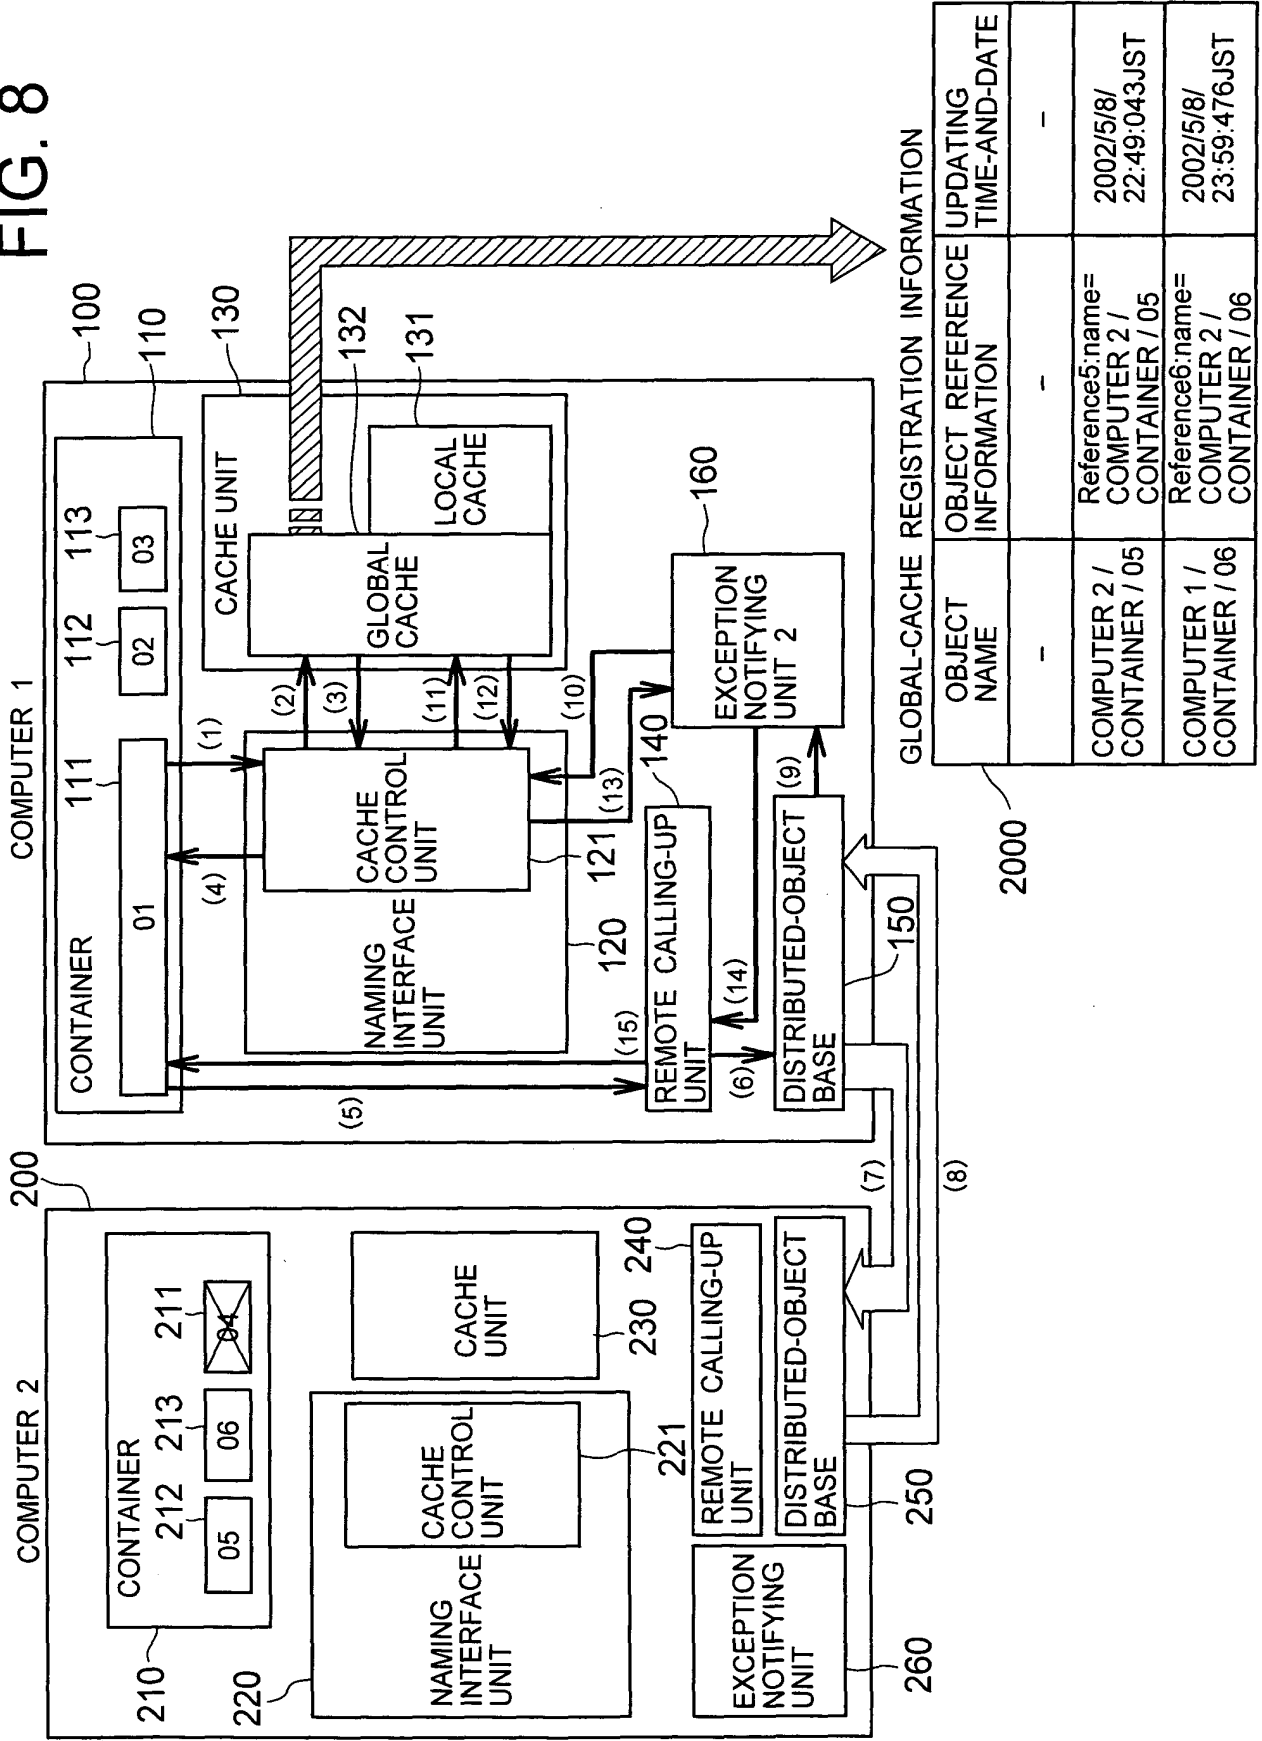 FIG. 8
COMPUTER 2
200
CONTAINER
210
05
212
06
213
04
211
NAMING
INTERFACE
UNIT
220
CACHE
CONTROL
UNIT
221
CACHE
UNIT
230
EXCEPTION
NOTIFYING
UNIT
260
REMOTE CALLING-UP
UNIT
240
DISTRIBUTED-OBJECT
BASE
250
COMPUTER 1
100
CONTAINER
110
01
111
02
112
03
113
(1)
(4)
(5)
(15)
NAMING
INTERFACE
UNIT
120
CACHE
CONTROL
UNIT
121
(2)
(3)
(11)
(12)
(10)
(13)
CACHE UNIT
130
GLOBAL
CACHE
132
LOCAL
CACHE
131
REMOTE CALLING-UP
UNIT
140
(6)
(14)
EXCEPTION
NOTIFYING
UNIT 2
160
DISTRIBUTED-OBJECT
BASE
150
(9)
(7)
(8)
GLOBAL-CACHE REGISTRATION INFORMATION
2000
OBJECT
NAME
OBJECT REFERENCE
INFORMATION
UPDATING
TIME-AND-DATE
–
–
–
COMPUTER 2 /
CONTAINER / 05
Reference5:name=
COMPUTER 2 /
CONTAINER / 05
2002/5/8/
22:49:043JST
COMPUTER 1 /
CONTAINER / 06
Reference6:name=
COMPUTER 2 /
CONTAINER / 06
2002/5/8/
23:59:476JST